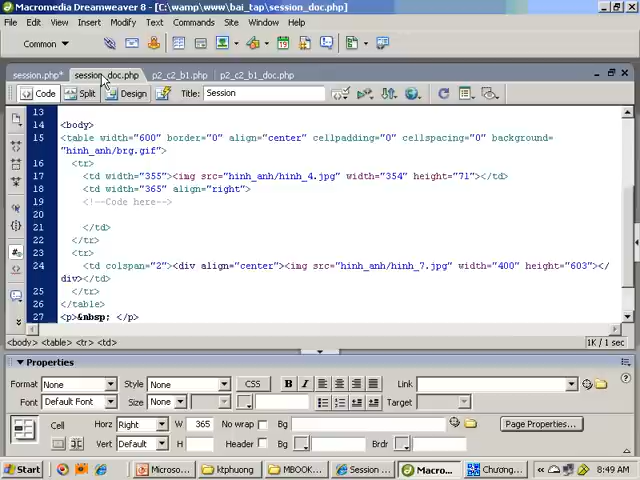 Macromedia Dreamweaver 8 - [C:\wamp\www\bai_tap\session_doc.php]
File Edit View Insert Modify Text Commands Site Window Help
Common
session.php* session_doc.php p2_c2_b1.php p2_c2_b1_doc.php
Code Split Design Title: Session
13
14 <body>
15 <table width="600" border="0" align="center" cellpadding="0" cellspacing="0" background=
"hinh_anh/brg.gif">
16 <tr>
17 <td width="355"><img src="hinh_anh/hinh_4.jpg" width="354" height="71"></td>
18 <td width="365" align="right">
19 <!--Code here-->
20
21 </td>
22 </tr>
23 <tr>
24 <td colspan="2"><div align="center"><img src="hinh_anh/hinh_7.jpg" width="400" height="603"></
div></td>
25 </tr>
26 </table>
27 <p>&nbsp; </p>
<body> <table> <tr> <td> 1K / 1 sec
Properties
Format None Style None CSS B I Link
Font Default Font Size None Target
Cell Horz Right W 365 No wrap Bg Page Properties...
Vert Default H Header Bg Brdr
Start Microso... ktphuong MBOOK... Session ... Macro... Chương... 8:49 AM